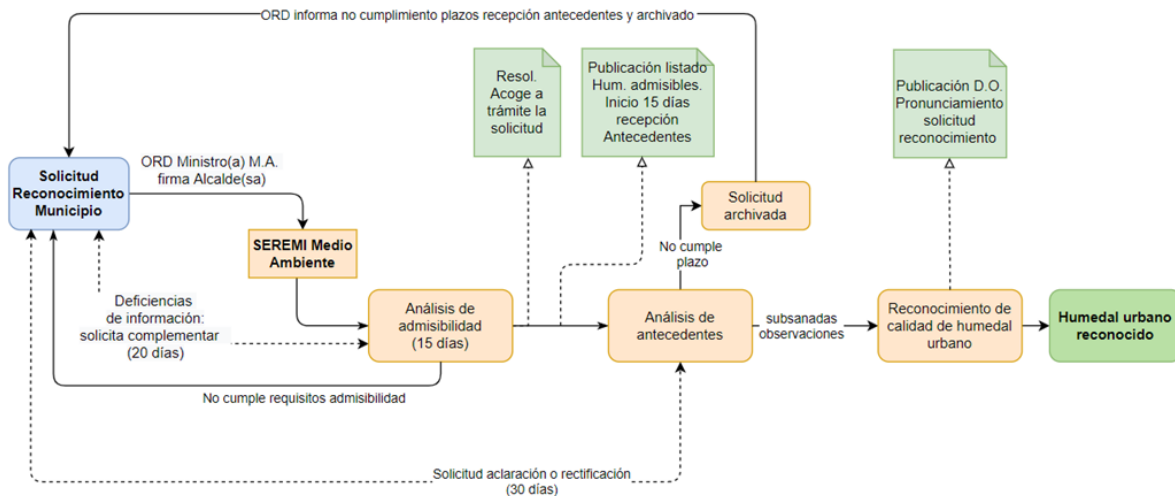 ORD informa no cumplimiento plazos recepción antecedentes y archivado
Resol.
Acoge a
trámite la
solicitud
Publicación listado
Hum. admisibles.
Inicio 15 días
recepción
Antecedentes
Publicación D.O.
Pronunciamiento
solicitud
reconocimiento
Solicitud
Reconocimiento
Municipio
ORD Ministro(a) M.A.
firma Alcalde(sa)
Solicitud
archivada
SEREMI Medio
Ambiente
No cumple
plazo
Deficiencias
de información:
solicita complementar
(20 días)
Análisis de
admisibilidad
(15 días)
Análisis de
antecedentes
subsanadas
observaciones
Reconocimiento de
calidad de humedal
urbano
Humedal urbano
reconocido
No cumple requisitos admisibilidad
Solicitud aclaración o rectificación
(30 días)